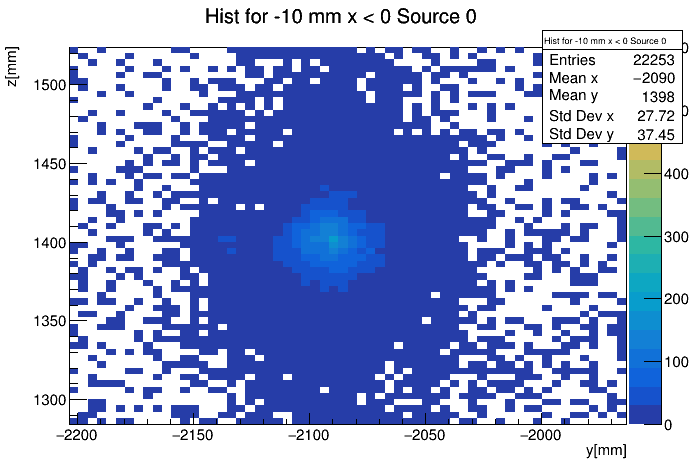 Hist for -10 mm x < 0 Source 0
Hist for -10 mm x < 0 Source 0
Entries 22253
Mean x −2090
Mean y 1398
Std Dev x 27.72
Std Dev y 37.45
z[mm]
1500
1450
1400
1350
1300
−2200 −2150 −2100 −2050 −2000
y[mm]
400
300
200
100
0